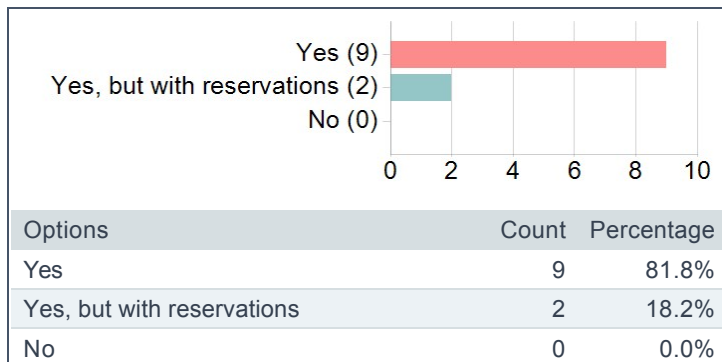 Yes (9)
Yes, but with reservations (2)
No (0)
0 2 4 6 8 10
Options Count Percentage
Yes 9 81.8%
Yes, but with reservations 2 18.2%
No 0 0.0%